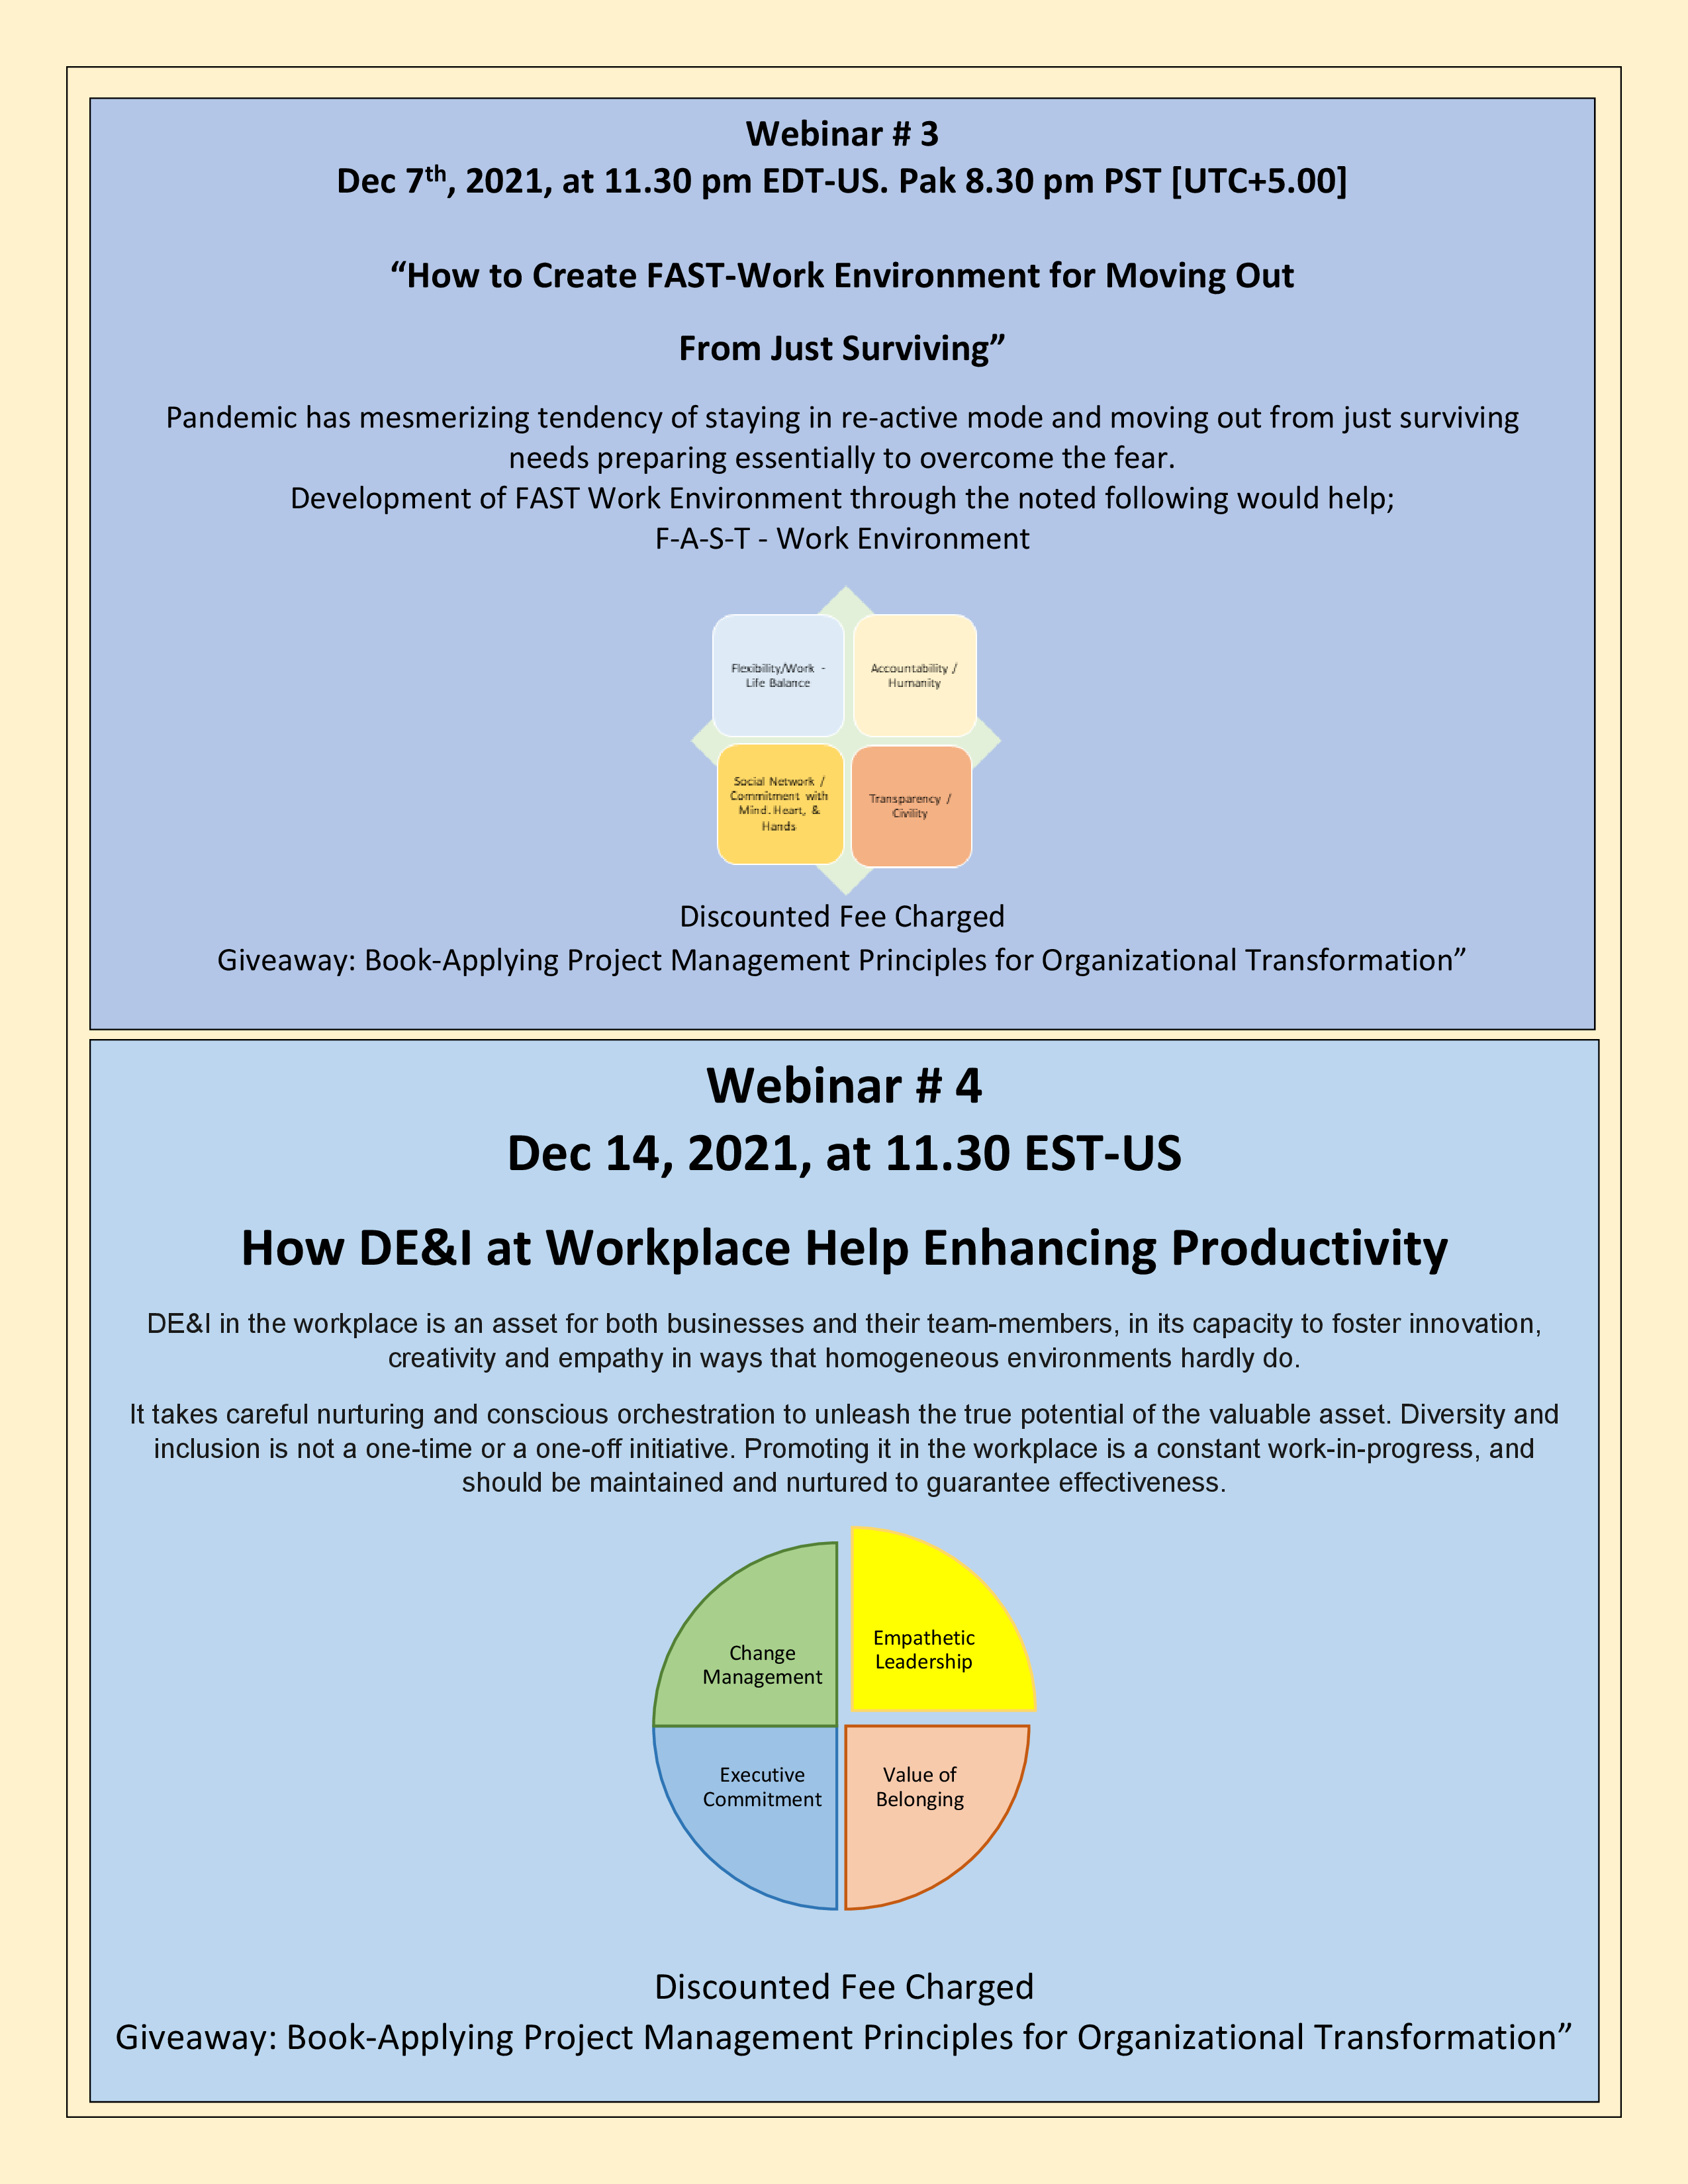 Webinar # 3
Dec 7th, 2021, at 11.30 pm EDT-US. Pak 8.30 pm PST [UTC+5.00]
“How to Create FAST-Work Environment for Moving Out
From Just Surviving”
Pandemic has mesmerizing tendency of staying in re-active mode and moving out from just surviving
needs preparing essentially to overcome the fear.
Development of FAST Work Environment through the noted following would help;
F-A-S-T - Work Environment
Flexibility/Work -
Life Balance
Accountability /
Humanity
Social Network /
Commitment with
Mind. Heart, &
Hands
Transparency /
Civility
Discounted Fee Charged
Giveaway: Book-Applying Project Management Principles for Organizational Transformation”
Webinar # 4
Dec 14, 2021, at 11.30 EST-US
How DE&I at Workplace Help Enhancing Productivity
DE&I in the workplace is an asset for both businesses and their team-members, in its capacity to foster innovation,
creativity and empathy in ways that homogeneous environments hardly do.
It takes careful nurturing and conscious orchestration to unleash the true potential of the valuable asset. Diversity and
inclusion is not a one-time or a one-off initiative. Promoting it in the workplace is a constant work-in-progress, and
should be maintained and nurtured to guarantee effectiveness.
Change
Management
Empathetic
Leadership
Executive
Commitment
Value of
Belonging
Discounted Fee Charged
Giveaway: Book-Applying Project Management Principles for Organizational Transformation”